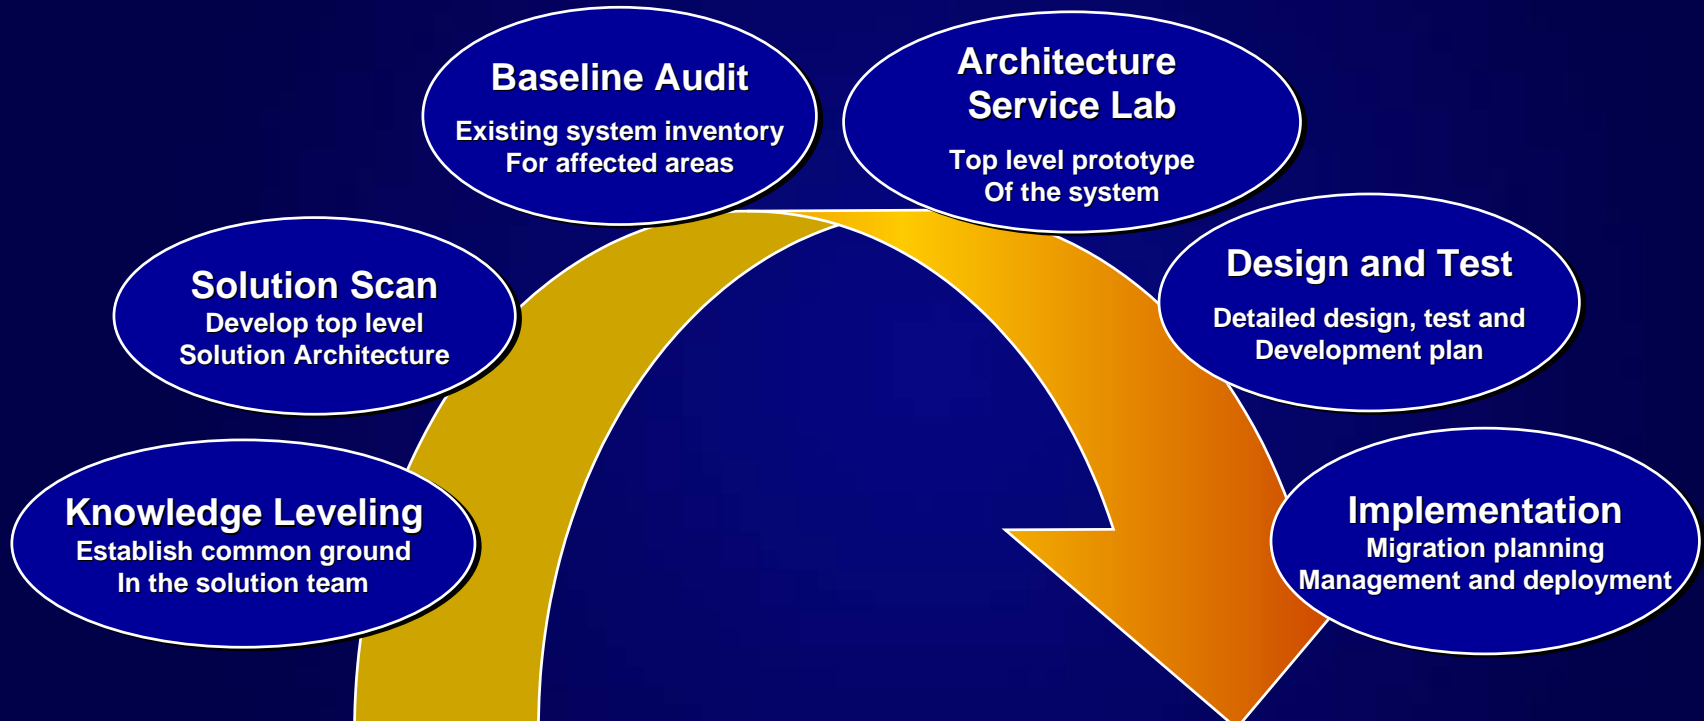 Knowledge Leveling
Establish common ground
In the solution team
Solution Scan
Develop top level
Solution Architecture
Baseline Audit
Existing system inventory
For affected areas
Architecture
Service Lab
Top level prototype
Of the system
Design and Test
Detailed design, test and
Development plan
Implementation
Migration planning
Management and deployment